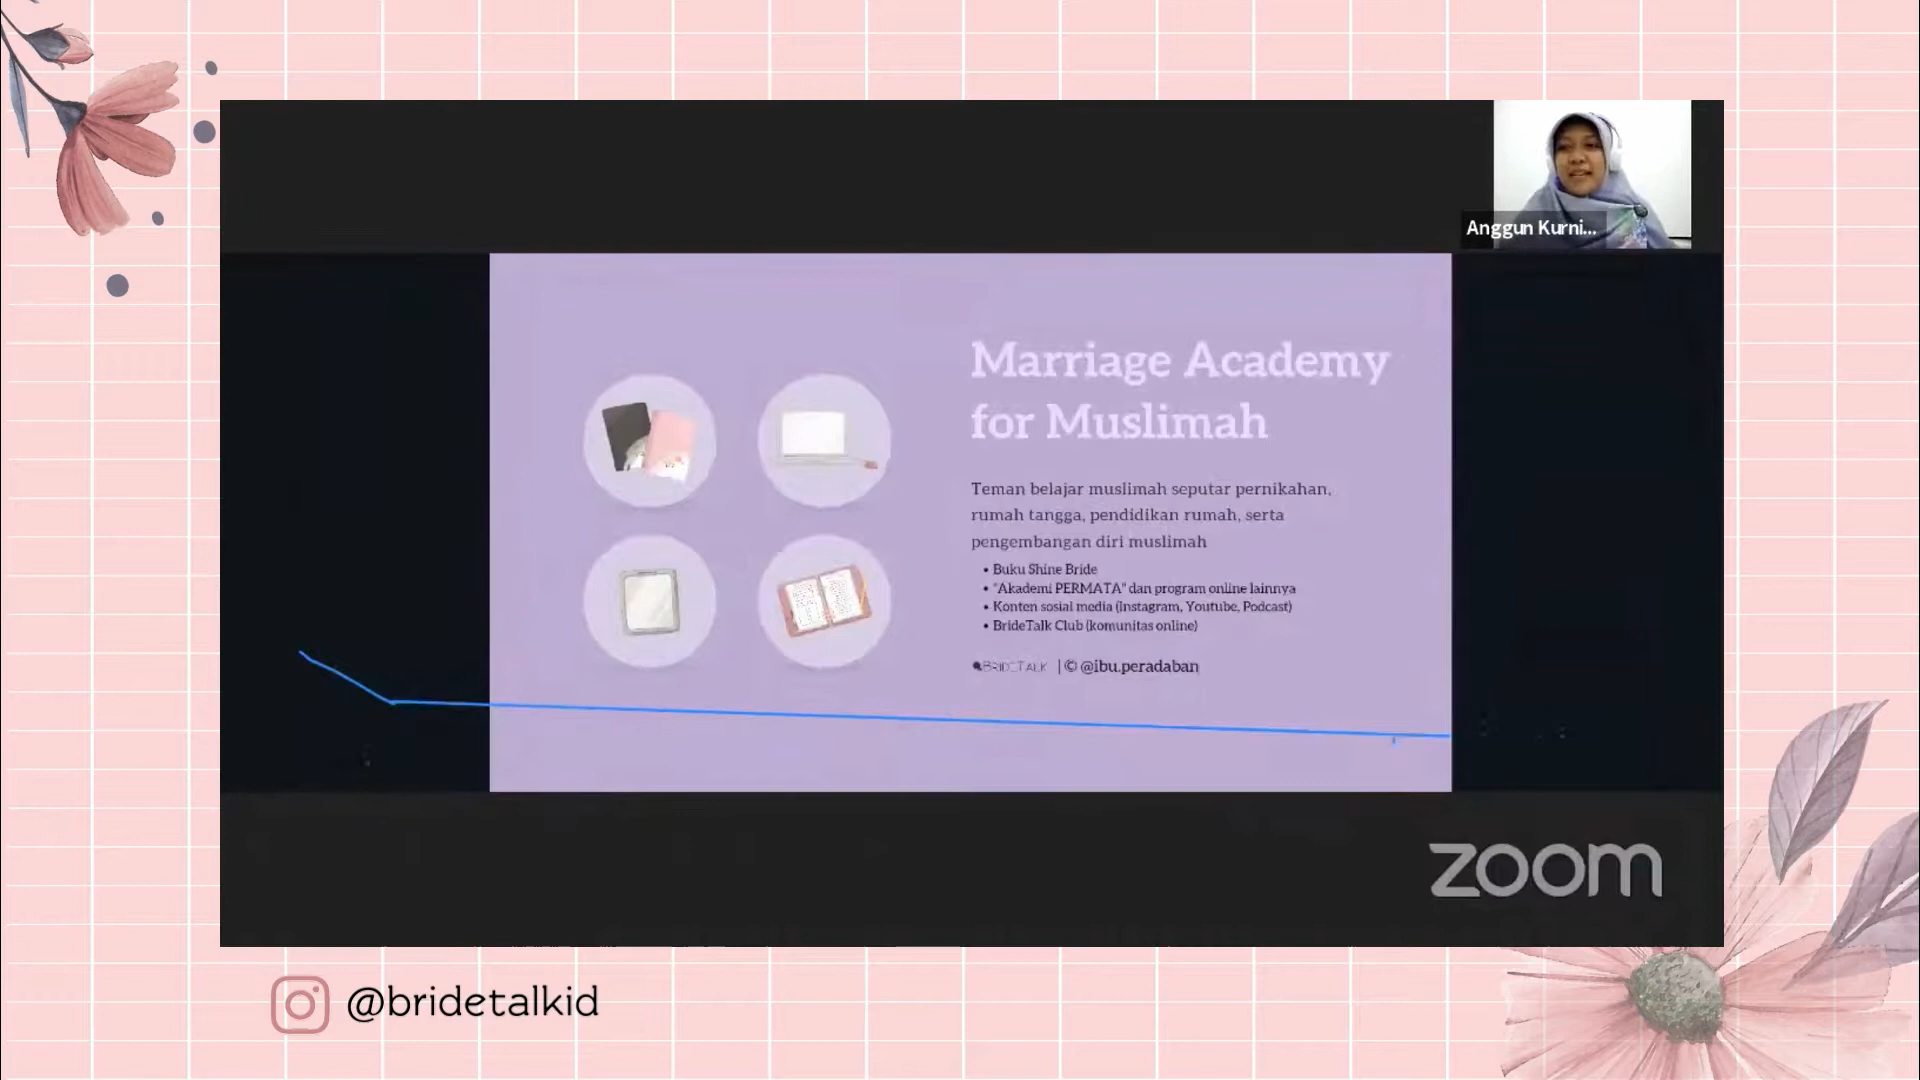 Anggun Kurni...
Marriage Academy
for Muslimah
Teman belajar muslimah seputar pernikahan,
rumah tangga, pendidikan rumah, serta
pengembangan diri muslimah
• Buku Shine Bride
• "Akademi PERMATA" dan program online lainnya
• Konten sosial media (Instagram, Youtube, Podcast)
• BrideTalk Club (komunitas online)
BRIDETALK | © @ibu.peradaban
zoom
@bridetalkid